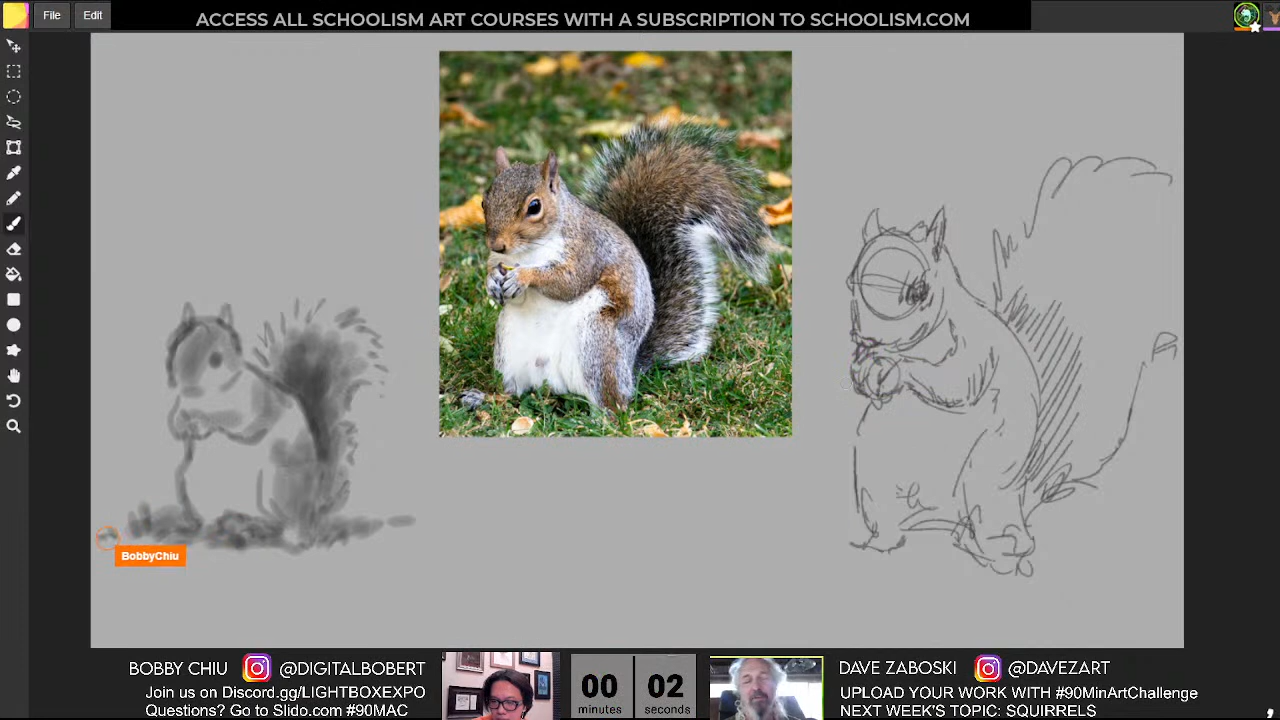 File Edit
ACCESS ALL SCHOOLISM ART COURSES WITH A SUBSCRIPTION TO SCHOOLISM.COM
BobbyChiu
BOBBY CHIU @DIGITALBOBERT
Join us on Discord.gg/LIGHTBOXEXPO
Questions? Go to Slido.com #90MAC
00 02
minutes seconds
DAVE ZABOSKI @DAVEZART
UPLOAD YOUR WORK WITH #90MinArtChallenge
NEXT WEEK'S TOPIC: SQUIRRELS